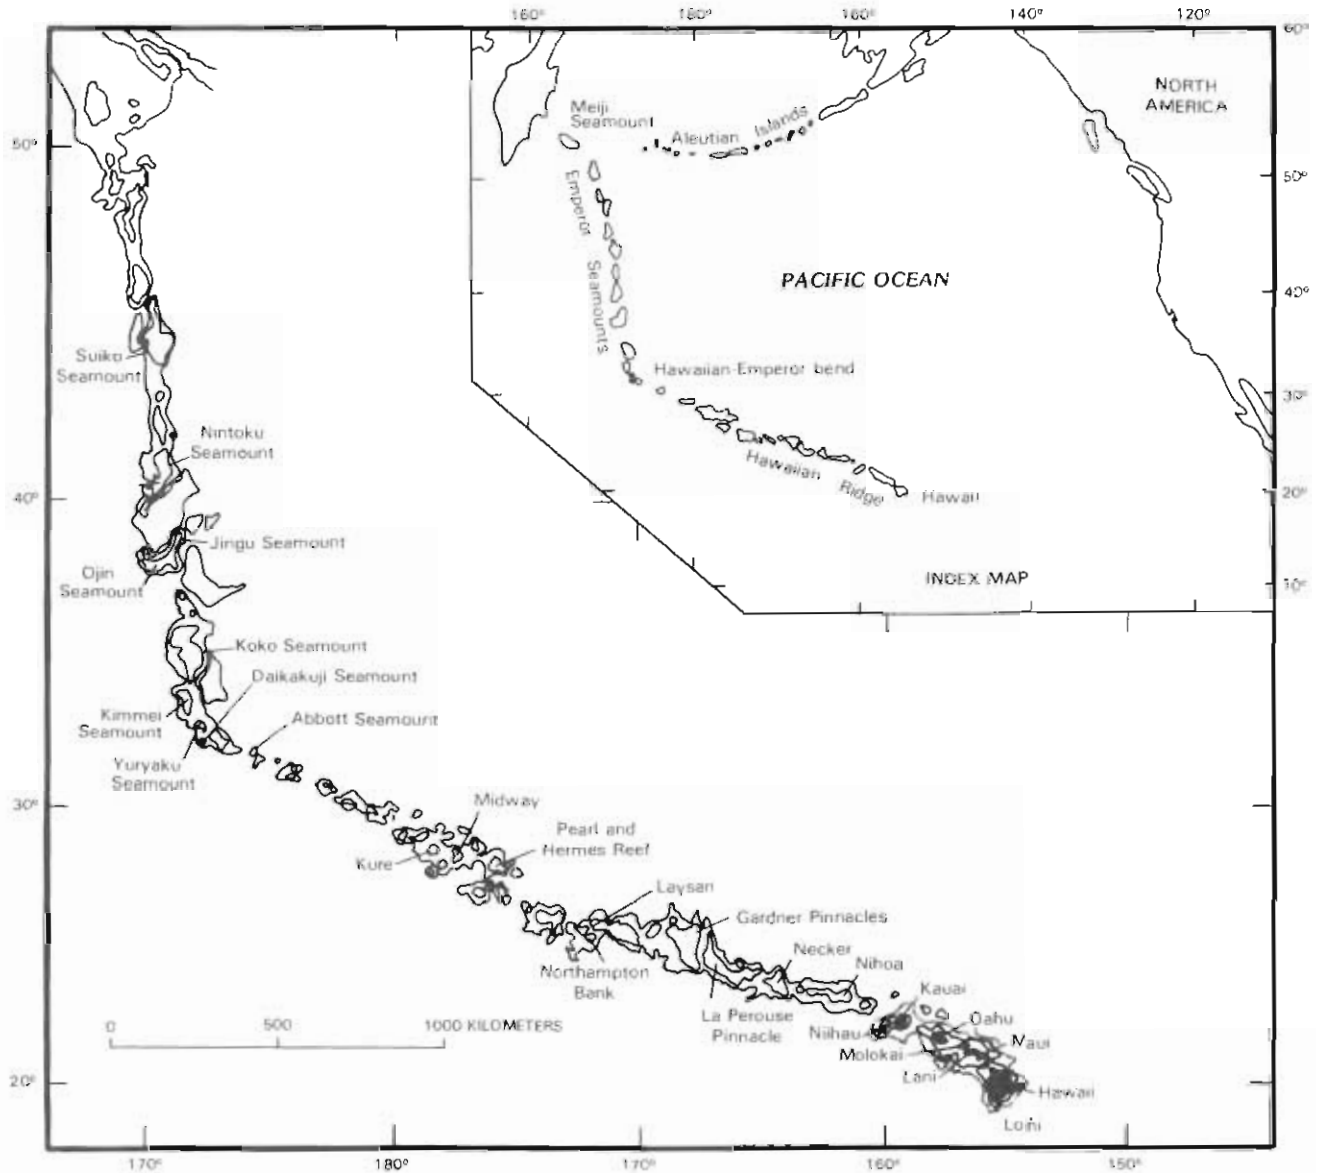 160° 180° 160° 140° 120°
60°
NORTH
AMERICA
Meiji
Seamount
Aleutian Islands
50°
50°
Emperor Seamounts
PACIFIC OCEAN
40°
Suiko
Seamount
Hawaiian-Emperor bend
30°
Nintoku
Seamount
Hawaiian Ridge
Hawaii
20°
40°
Jingu Seamount
Ojin
Seamount
INDEX MAP
10°
Koko Seamount
Daikakuji Seamount
Kimmei
Seamount
Abbott Seamount
Yuryaku
Seamount
30°
Midway
Pearl and
Hermes Reef
Kure
Laysan
Gardner Pinnacles
Necker
Nihoa
Northampton
Bank
Kauai
La Perouse
Pinnacle
Niihau
Oahu
0 500 1000 KILOMETERS
Molokai
Maui
Lani
20°
Hawaii
Loihi
170° 180° 170° 160° 150°